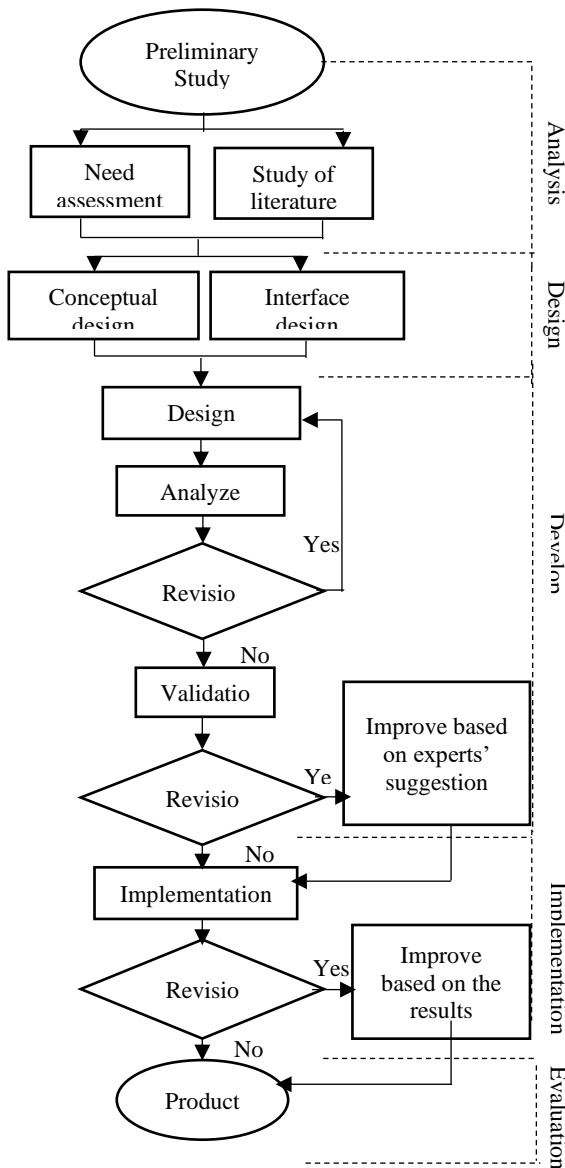 Preliminary
Study
Analysis
Need
assessment
Study of
literature
Design
Conceptual
design
Interface
design
Design
Analyze
Develop
Yes
Revisio
No
Validatio
Improve based
on experts'
suggestion
Ye
Revisio
No
Implementation
Implementation
Improve
based on the
results
Yes
Revisio
No
Evaluation
Product